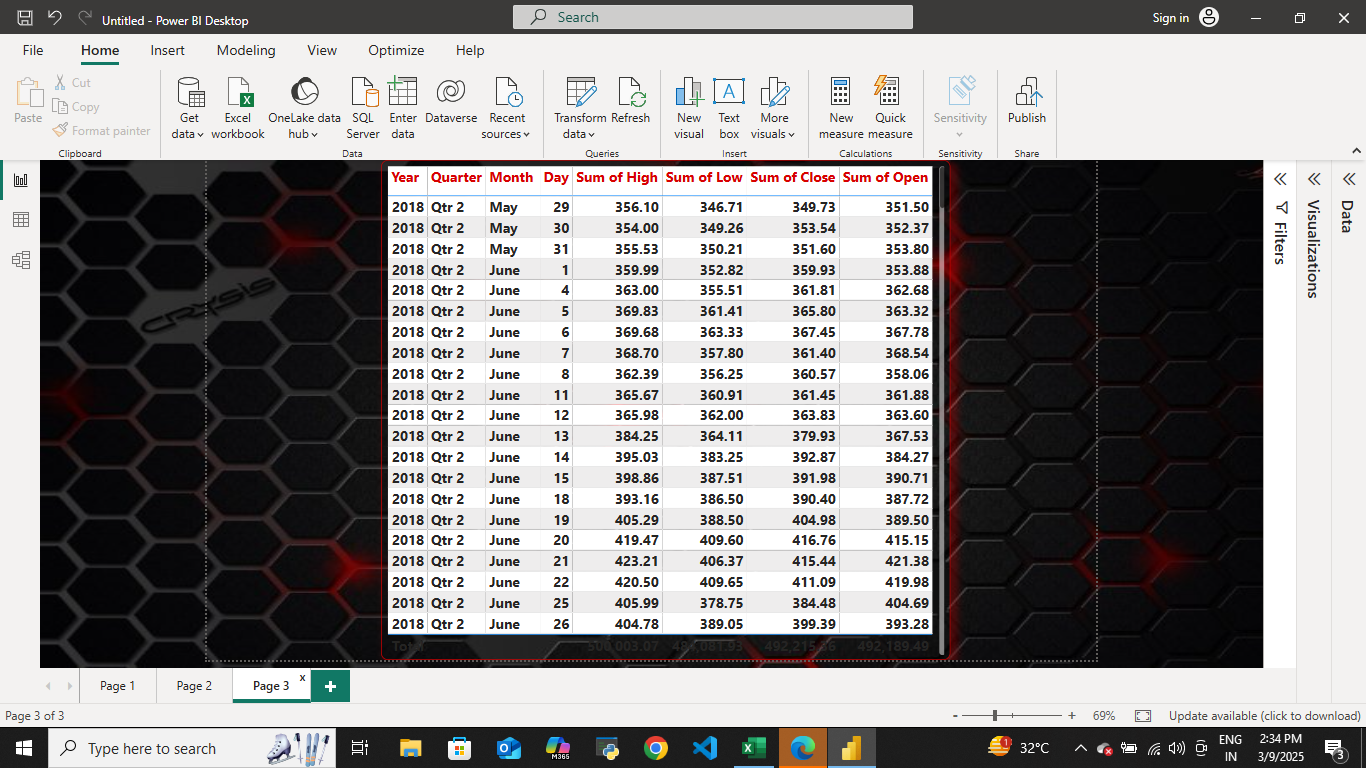 Untitled - Power BI Desktop
Search
Sign in
File Home Insert Modeling View Optimize Help
Paste
Cut
Copy
Format painter
Clipboard
Get data
Excel workbook
OneLake data hub
SQL Server
Enter data
Dataverse
Recent sources
Data
Transform data
Refresh
Queries
New visual
Text box
More visuals
Insert
New measure
Quick measure
Calculations
Sensitivity
Sensitivity
Publish
Share
Year Quarter Month Day Sum of High Sum of Low Sum of Close Sum of Open
2018 Qtr 2 May 29 356.10 346.71 349.73 351.50
2018 Qtr 2 May 30 354.00 349.26 353.54 352.37
2018 Qtr 2 May 31 355.53 350.21 351.60 353.80
2018 Qtr 2 June 1 359.99 352.82 359.93 353.88
2018 Qtr 2 June 4 363.00 355.51 361.81 362.68
2018 Qtr 2 June 5 369.83 361.41 365.80 363.32
2018 Qtr 2 June 6 369.68 363.33 367.45 367.78
2018 Qtr 2 June 7 368.70 357.80 361.40 368.54
2018 Qtr 2 June 8 362.39 356.25 360.57 358.06
2018 Qtr 2 June 11 365.67 360.91 361.45 361.88
2018 Qtr 2 June 12 365.98 362.00 363.83 363.60
2018 Qtr 2 June 13 384.25 364.11 379.93 367.53
2018 Qtr 2 June 14 395.03 383.25 392.87 384.27
2018 Qtr 2 June 15 398.86 387.51 391.98 390.71
2018 Qtr 2 June 18 393.16 386.50 390.40 387.72
2018 Qtr 2 June 19 405.29 388.50 404.98 389.50
2018 Qtr 2 June 20 419.47 409.60 416.76 415.15
2018 Qtr 2 June 21 423.21 406.37 415.44 421.38
2018 Qtr 2 June 22 420.50 409.65 411.09 419.98
2018 Qtr 2 June 25 405.99 378.75 384.48 404.69
2018 Qtr 2 June 26 404.78 389.05 399.39 393.28
Total 492,189.49
CRYSIS
Filters
Visualizations
Data
Page 1 Page 2 Page 3 x +
Page 3 of 3
- + 69% Update available (click to download)
Type here to search
M365
1
32°C
ENG
IN
2:34 PM
3/9/2025
3